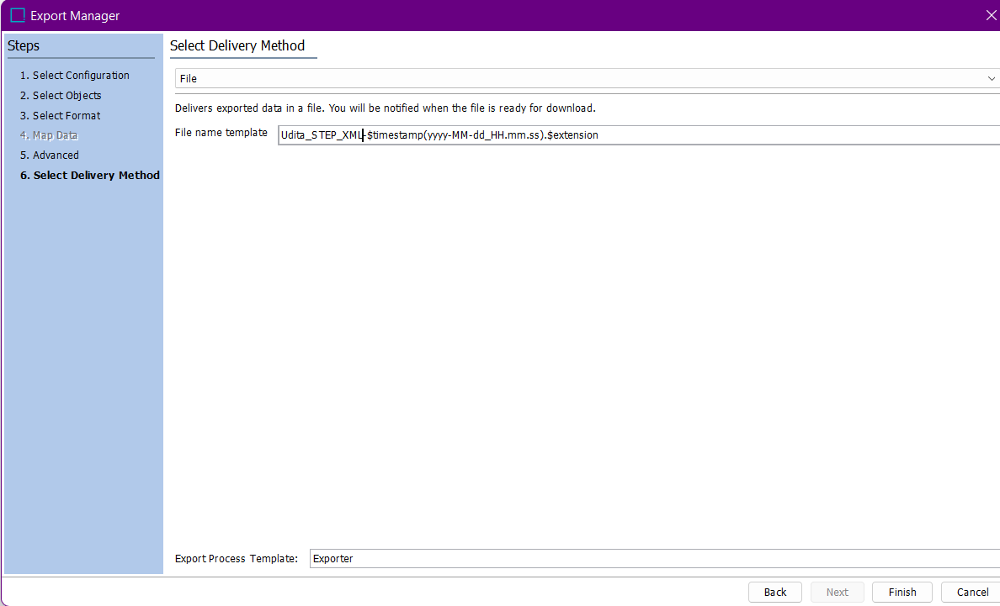 Export Manager
Steps
1. Select Configuration
2. Select Objects
3. Select Format
4. Map Data
5. Advanced
6. Select Delivery Method
Select Delivery Method
File
Delivers exported data in a file. You will be notified when the file is ready for download.
File name template Udita_STEP_XML-$timestamp(yyyy-MM-dd_HH.mm.ss).$extension
Export Process Template: Exporter
Back Next Finish Cancel